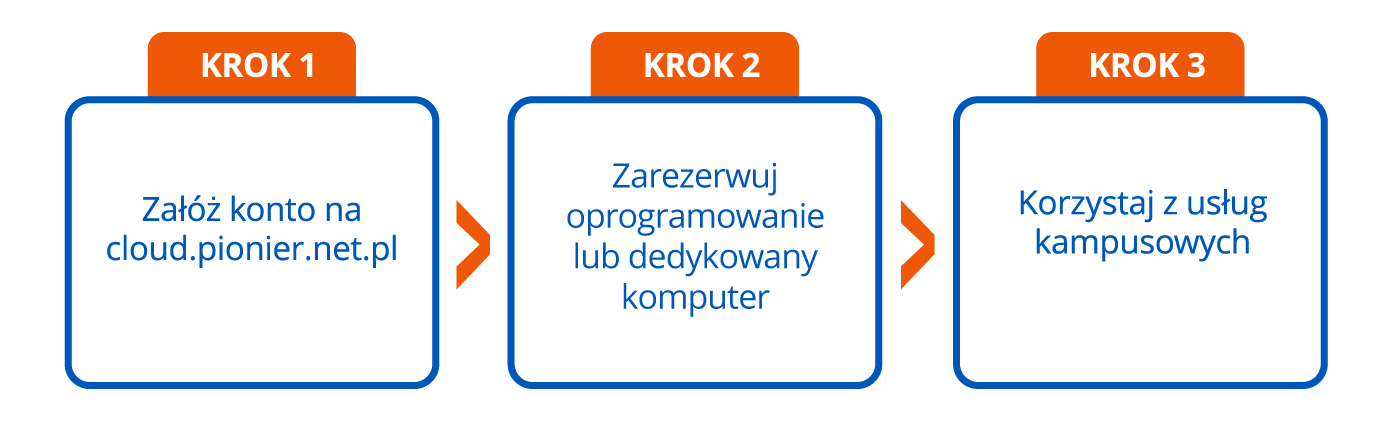 KROK 1
Załóż konto na
cloud.pionier.net.pl
KROK 2
Zarezerwuj
oprogramowanie
lub dedykowany
komputer
KROK 3
Korzystaj z usług
kampusowych